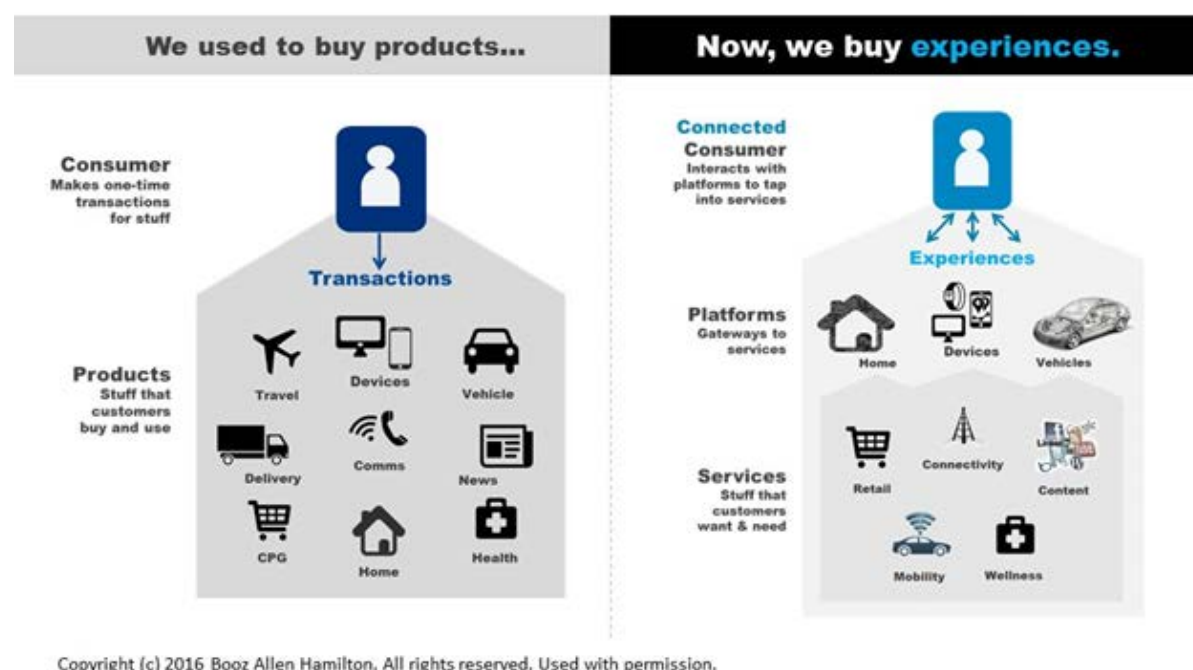 We used to buy products...
Consumer
Makes one-time
transactions
for stuff
Transactions
Products
Stuff that
customers
buy and use
Travel
Devices
Vehicle
Delivery
Comms
News
CPG
Home
Health
Now, we buy experiences.
Connected
Consumer
Interacts with
platforms to tap
into services
Experiences
Platforms
Gateways to
services
Home
Devices
Vehicles
Services
Stuff that
customers
want & need
Retail
Connectivity
Content
Mobility
Wellness
Copyright (c) 2016 Booz Allen Hamilton. All rights reserved. Used with permission.